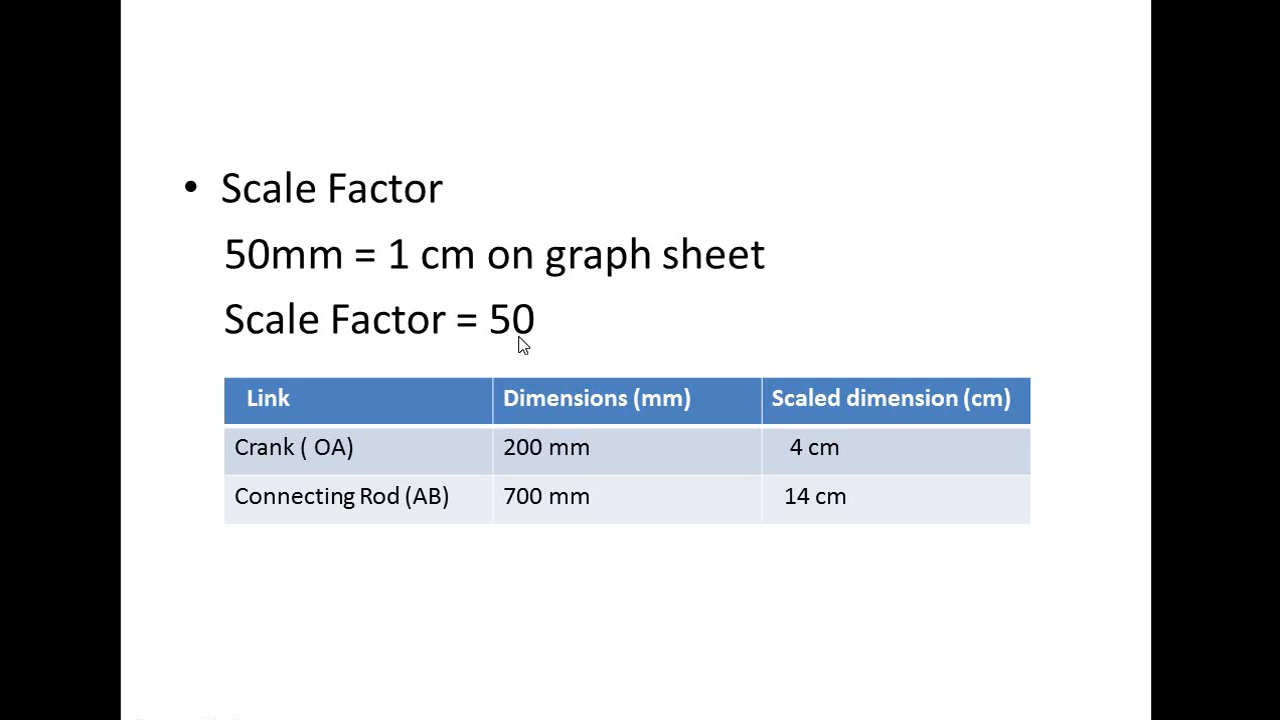 • Scale Factor
50mm = 1 cm on graph sheet
Scale Factor = 50
Link Dimensions (mm) Scaled dimension (cm)
Crank ( OA) 200 mm 4 cm
Connecting Rod (AB) 700 mm 14 cm